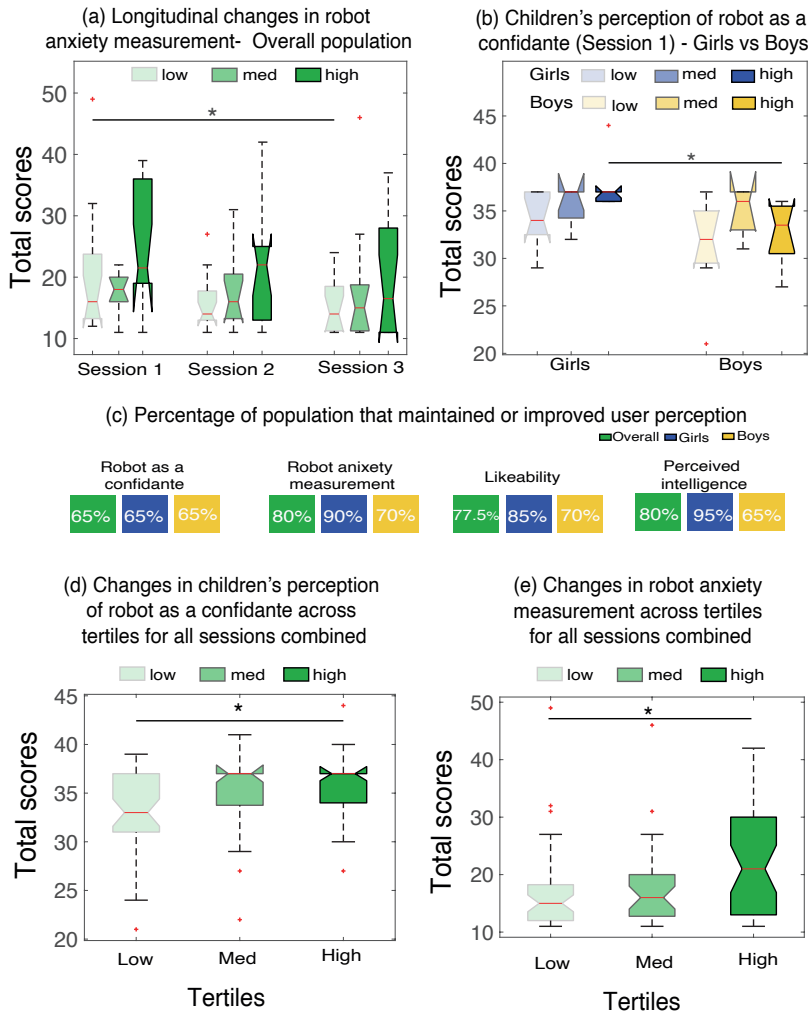 (a) Longitudinal changes in robot
anxiety measurement- Overall population
low med high
*
50
40
30
20
10
Total scores
Session 1 Session 2 Session 3
(b) Children's perception of robot as a
confidante (Session 1) - Girls vs Boys
Girls low med high
Boys low med high
*
45
40
35
30
25
20
Total scores
Girls Boys
(c) Percentage of population that maintained or improved user perception
Overall Girls Boys
Robot as a
confidante
65% 65% 65%
Robot anixety
measurement
80% 90% 70%
Likeability
77.5% 85% 70%
Perceived
intelligence
80% 95% 65%
(d) Changes in children's perception
of robot as a confidante across
tertiles for all sessions combined
low med high
*
45
40
35
30
25
20
Total scores
Low Med High
Tertiles
(e) Changes in robot anxiety
measurement across tertiles
for all sessions combined
low med high
*
50
40
30
20
10
Total scores
Low Med High
Tertiles